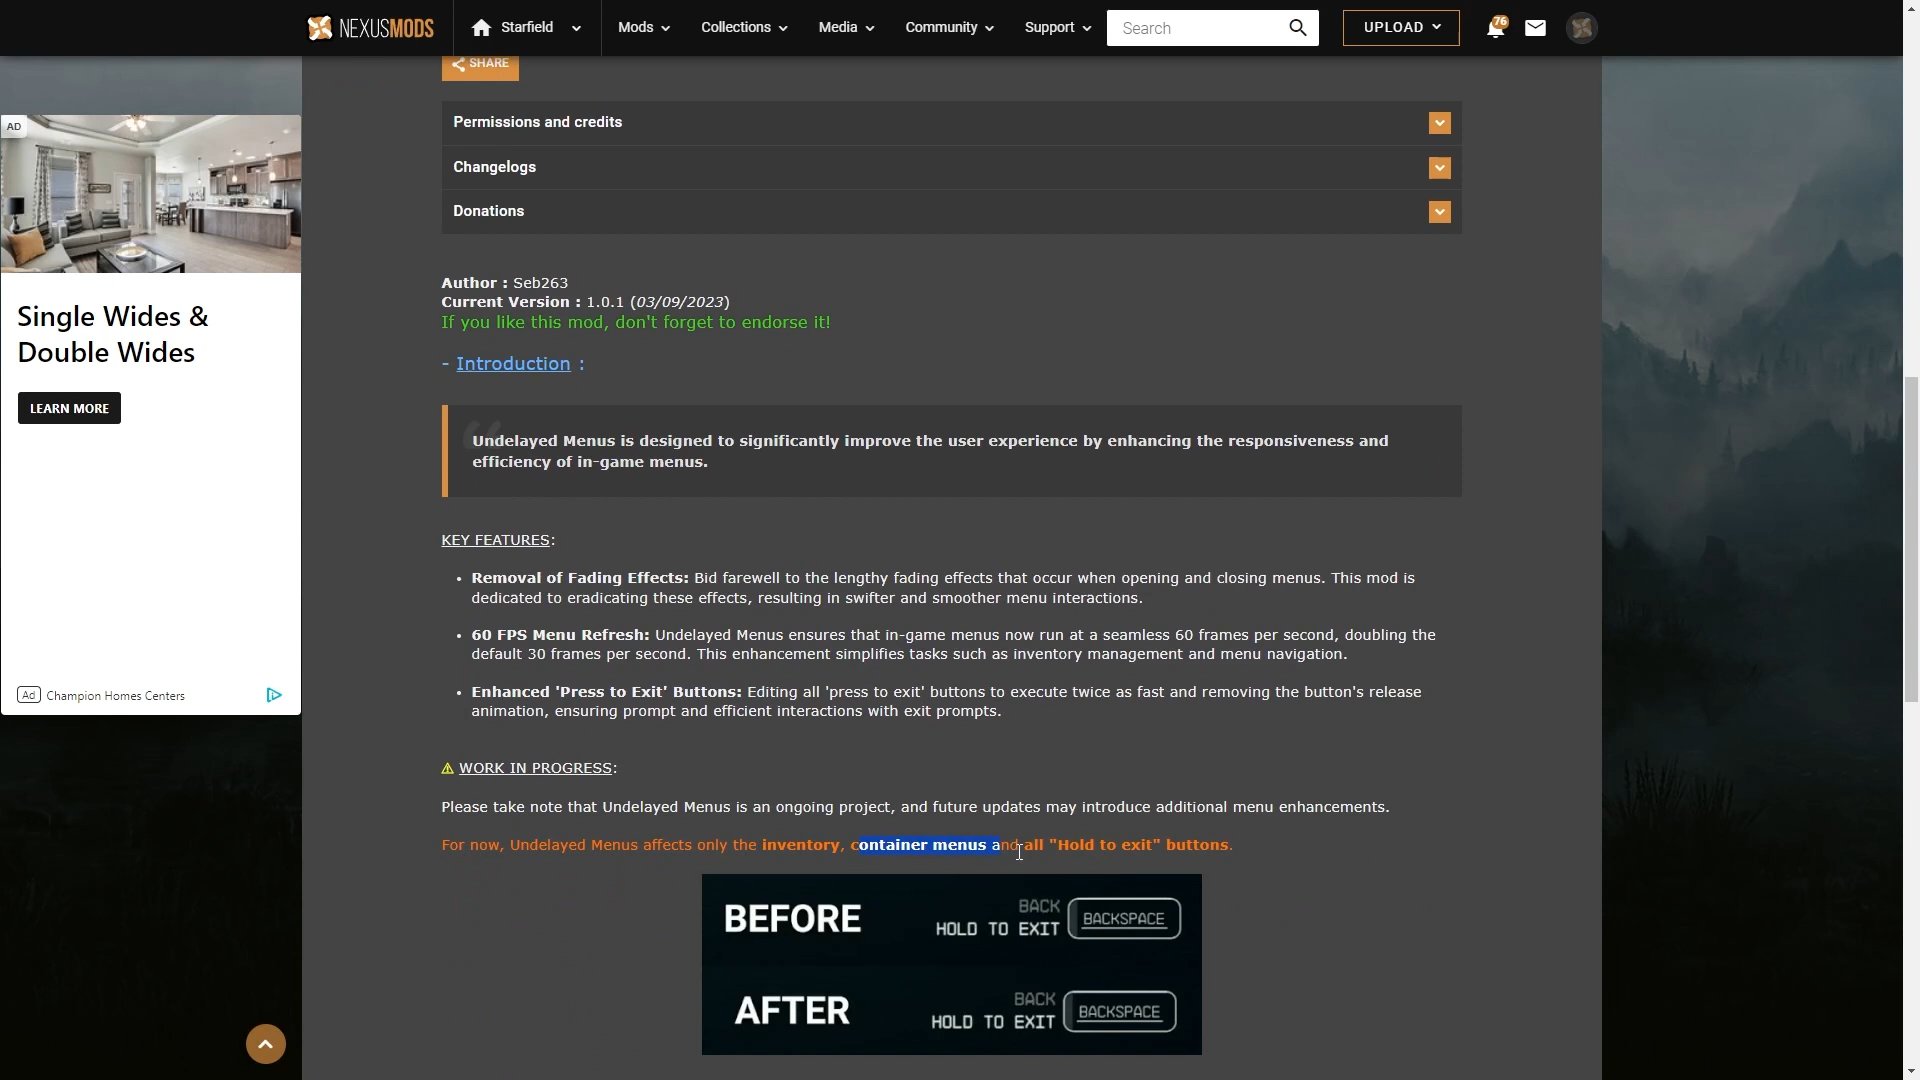 NEXUSMODS Starfield Mods Collections Media Community Support Search UPLOAD 76
SHARE
Permissions and credits
Changelogs
Donations
AD
Single Wides &
Double Wides
LEARN MORE
Ad Champion Homes Centers
Author : Seb263
Current Version : 1.0.1 (03/09/2023)
If you like this mod, don't forget to endorse it!
- Introduction :
Undelayed Menus is designed to significantly improve the user experience by enhancing the responsiveness and
efficiency of in-game menus.
KEY FEATURES:
• Removal of Fading Effects: Bid farewell to the lengthy fading effects that occur when opening and closing menus. This mod is
dedicated to eradicating these effects, resulting in swifter and smoother menu interactions.
• 60 FPS Menu Refresh: Undelayed Menus ensures that in-game menus now run at a seamless 60 frames per second, doubling the
default 30 frames per second. This enhancement simplifies tasks such as inventory management and menu navigation.
• Enhanced 'Press to Exit' Buttons: Editing all 'press to exit' buttons to execute twice as fast and removing the button's release
animation, ensuring prompt and efficient interactions with exit prompts.
⚠ WORK IN PROGRESS:
Please take note that Undelayed Menus is an ongoing project, and future updates may introduce additional menu enhancements.
For now, Undelayed Menus affects only the inventory, container menus and all "Hold to exit" buttons.
BEFORE
BACK
HOLD TO EXIT BACKSPACE
AFTER
BACK
HOLD TO EXIT BACKSPACE